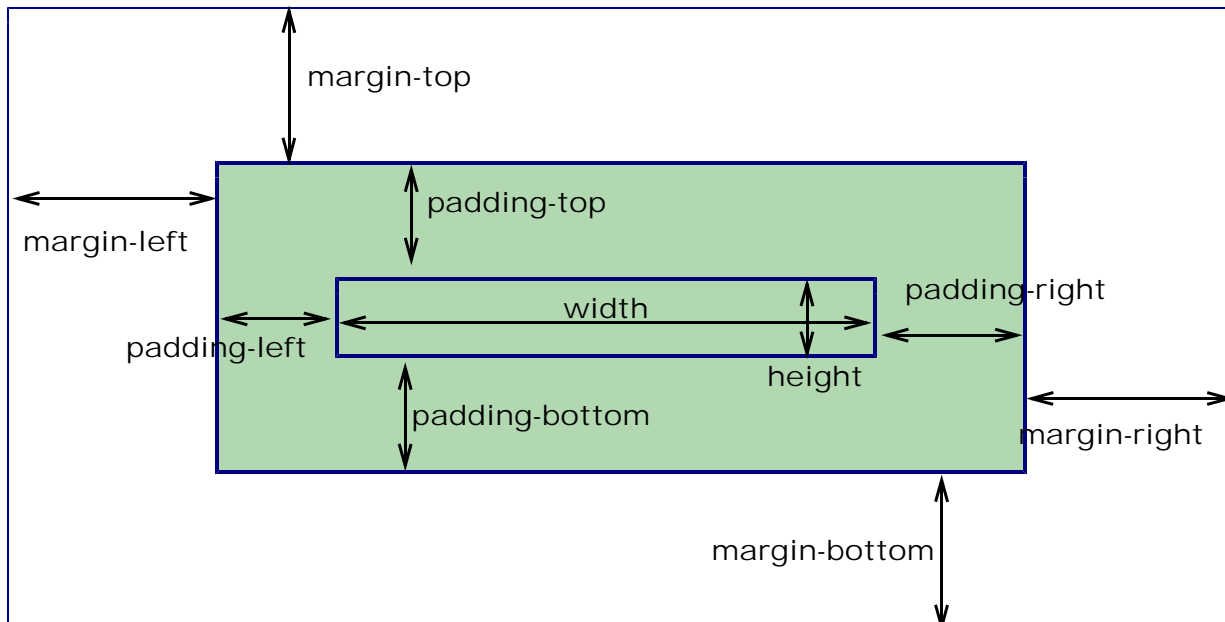 margin-top
padding-top
margin-left
padding-right
width
padding-left
height
padding-bottom
margin-right
margin-bottom